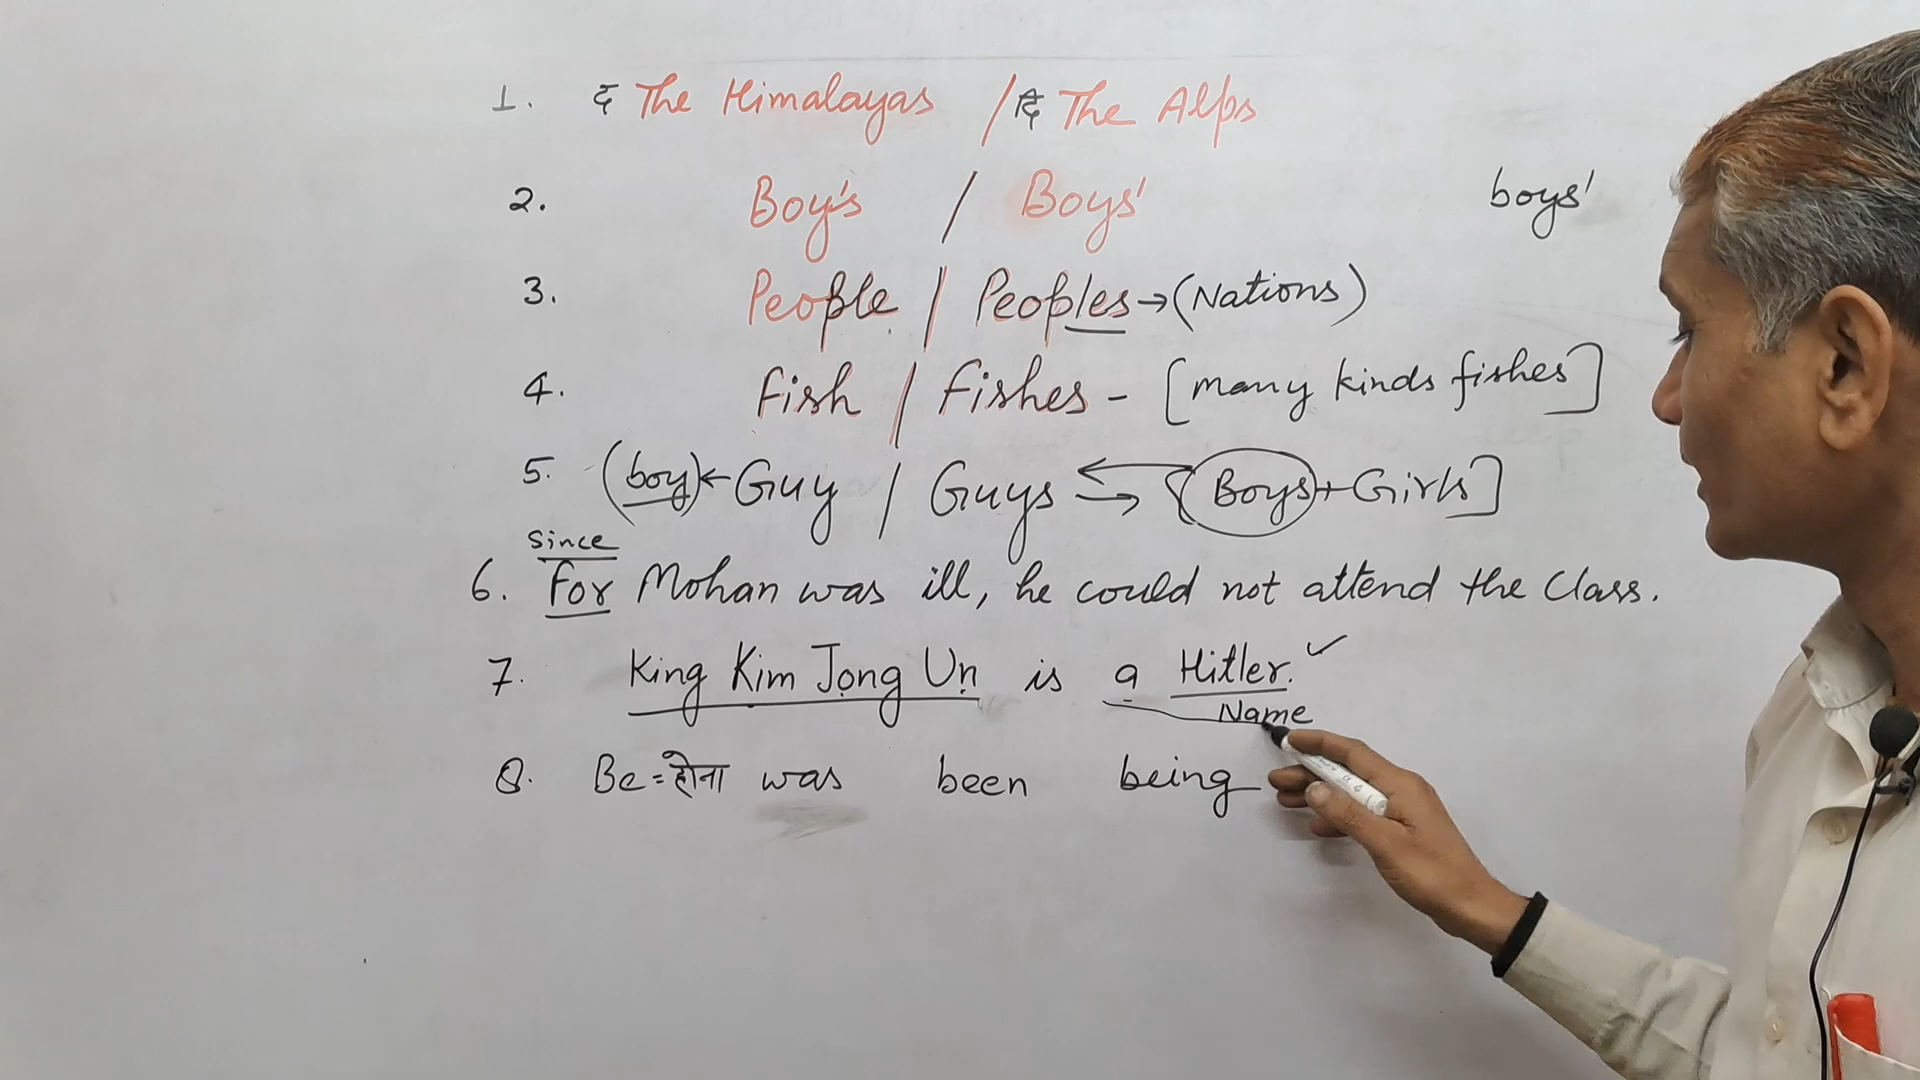 1. द The Himalayas / दि The Alps
2. Boy's / Boys' boys'
3. People / Peoples → (Nations)
4. Fish / Fishes - [many kinds fishes]
5. (boy) ← Guy / Guys {Boys + Girls]
Since
6. For Mohan was ill, he could not attend the Class.
7. King Kim Jong Un is a Hitler. ✓
Name
8. Be = होना was been being